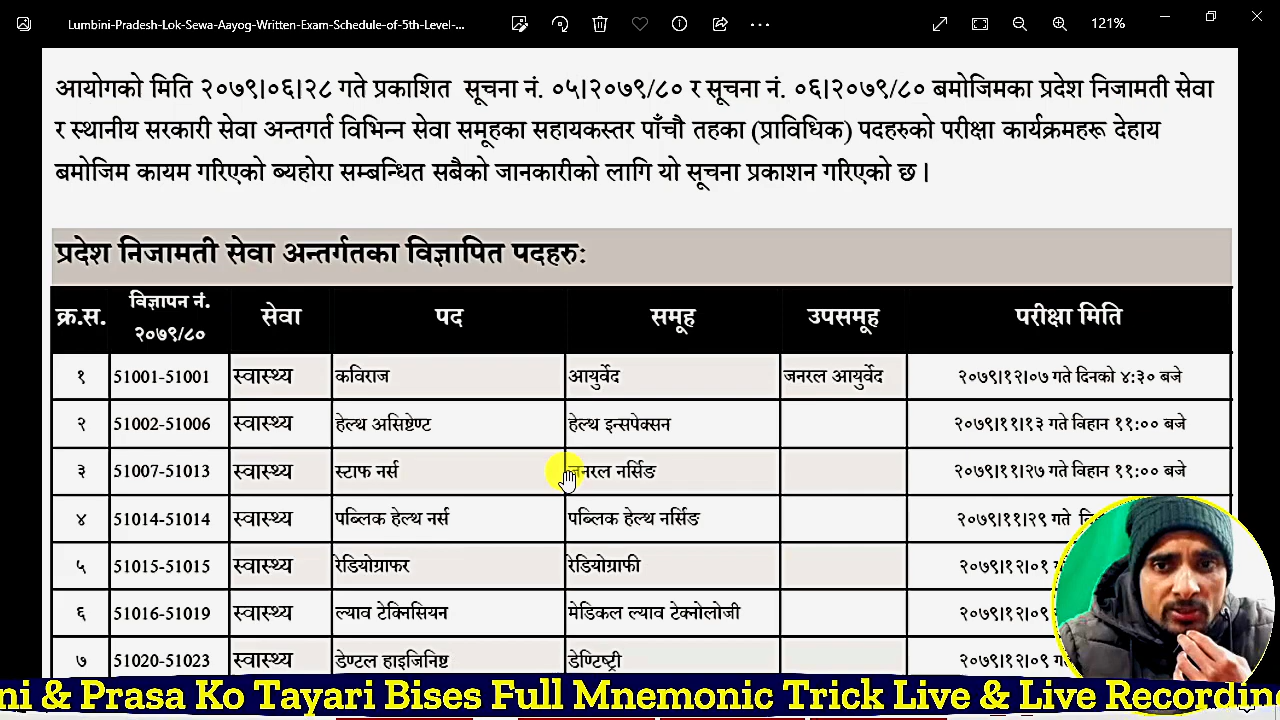 Lumbini-Pradesh-Lok-Sewa-Aayog-Written-Exam-Schedule-of-5th-Level-...
121%
आयोगको मिति २०७९।०६।२८ गते प्रकाशित सूचना नं. ०५।२०७९/८० र सूचना नं. ०६।२०७९/८० बमोजिमका प्रदेश निजामती सेवा
र स्थानीय सरकारी सेवा अन्तर्गत विभिन्न सेवा समूहका सहायकस्तर पाँचौ तहका (प्राविधिक) पदहरुको परीक्षा कार्यक्रमहरू देहाय
बमोजिम कायम गरिएको ब्यहोरा सम्बन्धित सबैको जानकारीको लागि यो सूचना प्रकाशन गरिएको छ ।
प्रदेश निजामती सेवा अन्तर्गतका विज्ञापित पदहरु:
क्र.स. विज्ञापन नं. २०७९/८० सेवा पद समूह उपसमूह परीक्षा मिति
१ 51001-51001 स्वास्थ्य कविराज आयुर्वेद जनरल आयुर्वेद २०७९।१२।०७ गते दिनको ४:३० बजे
२ 51002-51006 स्वास्थ्य हेल्थ असिष्टेण्ट हेल्थ इन्सपेक्सन २०७९।११।१३ गते विहान ११:०० बजे
३ 51007-51013 स्वास्थ्य स्टाफ नर्स जनरल नर्सिङ २०७९।११।२७ गते विहान ११:०० बजे
४ 51014-51014 स्वास्थ्य पब्लिक हेल्थ नर्स पब्लिक हेल्थ नर्सिङ २०७९।११।२९ गते
५ 51015-51015 स्वास्थ्य रेडियोग्राफर रेडियोग्राफी २०७९।१२।०१
६ 51016-51019 स्वास्थ्य ल्याव टेक्निसियन मेडिकल ल्याव टेक्नोलोजी २०७९।१२।०९
७ 51020-51023 स्वास्थ्य डेण्टल हाइजिनिष्ट डेण्टिष्ट्री २०७९।१२।०९
ni & Prasa Ko Tayari Bises Full Mnemonic Trick Live & Live Recording